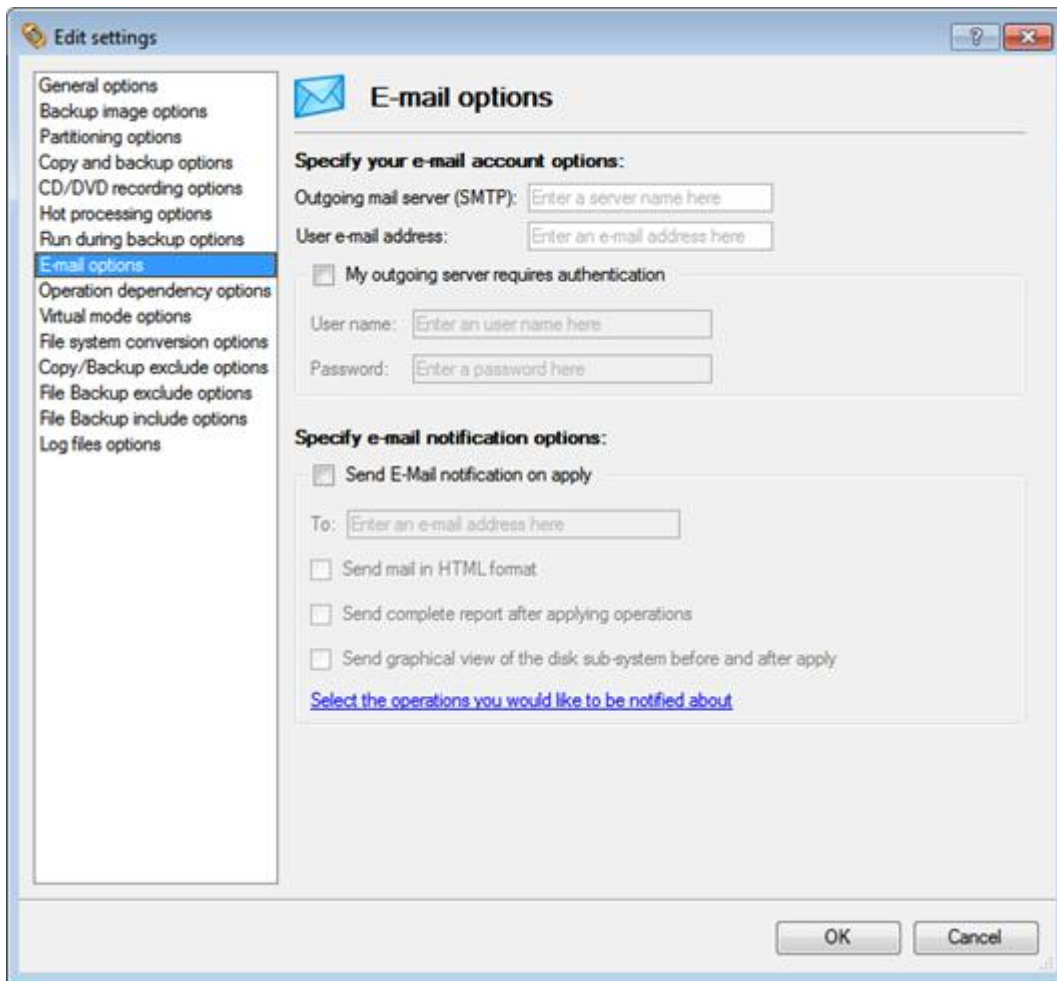 Edit settings
General options
Backup image options
Partitioning options
Copy and backup options
CD/DVD recording options
Hot processing options
Run during backup options
E-mail options
Operation dependency options
Virtual mode options
File system conversion options
Copy/Backup exclude options
File Backup exclude options
File Backup include options
Log files options
E-mail options
Specify your e-mail account options:
Outgoing mail server (SMTP): Enter a server name here
User e-mail address: Enter an e-mail address here
My outgoing server requires authentication
User name: Enter an user name here
Password: Enter a password here
Specify e-mail notification options:
Send E-Mail notification on apply
To: Enter an e-mail address here
Send mail in HTML format
Send complete report after applying operations
Send graphical view of the disk sub-system before and after apply
Select the operations you would like to be notified about
OK Cancel